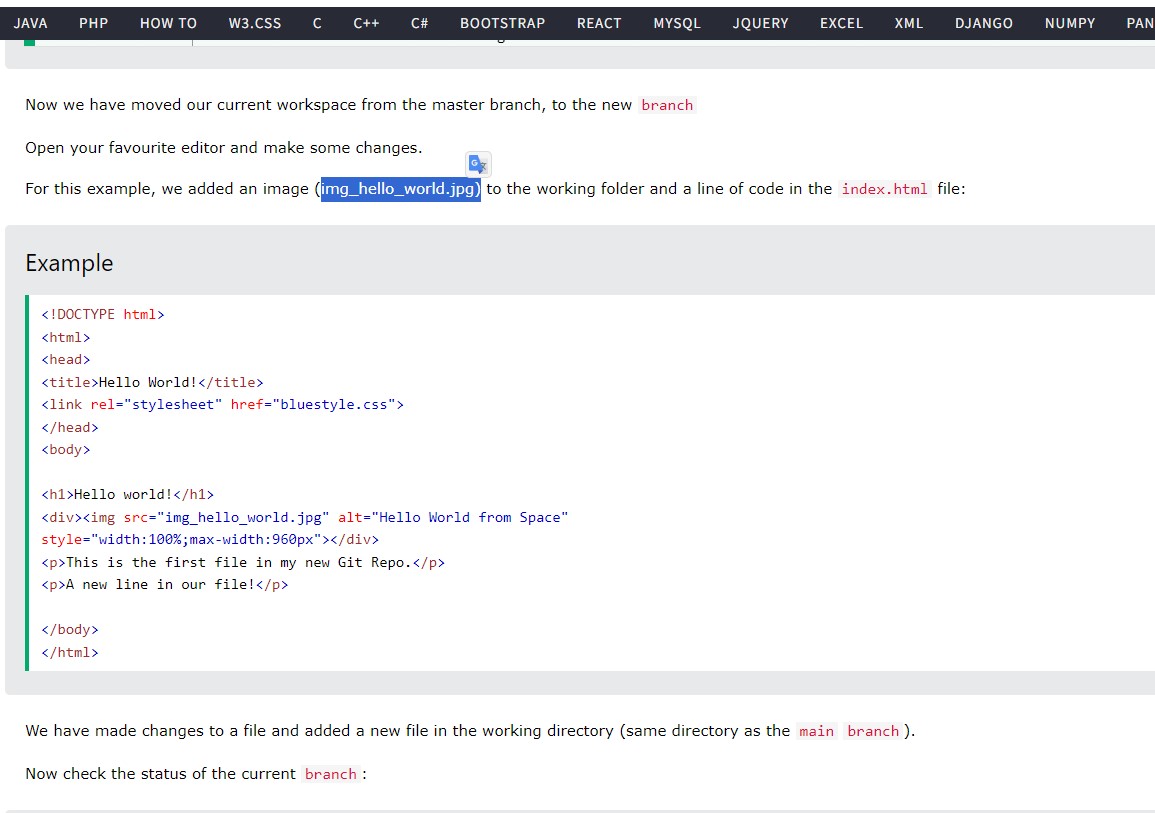 JAVA PHP HOW TO W3.CSS C C++ C# BOOTSTRAP REACT MYSQL JQUERY EXCEL XML DJANGO NUMPY PAN
Now we have moved our current workspace from the master branch, to the new branch
Open your favourite editor and make some changes.
For this example, we added an image (img_hello_world.jpg) to the working folder and a line of code in the index.html file:
Example
<!DOCTYPE html>
<html>
<head>
<title>Hello World!</title>
<link rel="stylesheet" href="bluestyle.css">
</head>
<body>
<h1>Hello world!</h1>
<div><img src="img_hello_world.jpg" alt="Hello World from Space"
style="width:100%;max-width:960px"></div>
<p>This is the first file in my new Git Repo.</p>
<p>A new line in our file!</p>
</body>
</html>
We have made changes to a file and added a new file in the working directory (same directory as the main branch).
Now check the status of the current branch: